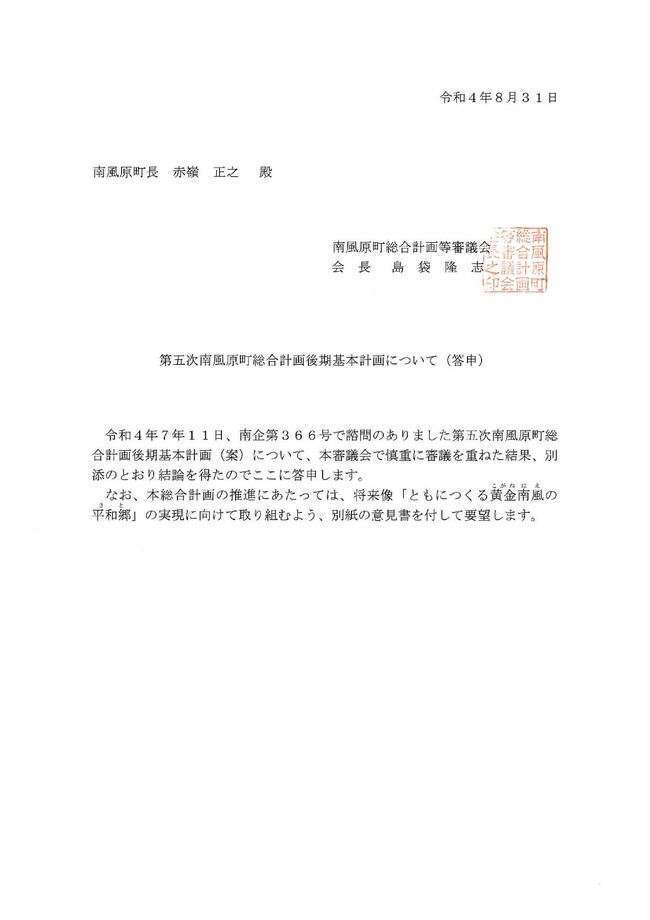 令和４年８月３１日
南風原町長　赤嶺　正之　殿
南風原町総合計画等審議会
会　長　島　袋　隆　志
南風原町
総合計画
等審議会
会長之印
第五次南風原町総合計画後期基本計画について（答申）
令和４年７年１１日、南企第３６６号で諮問のありました第五次南風原町総
合計画後期基本計画（案）について、本審議会で慎重に審議を重ねた結果、別
添のとおり結論を得たのでここに答申します。
こがねはえ
なお、本総合計画の推進にあたっては、将来像「ともにつくる黄金南風の
さと
平和郷」の実現に向けて取り組むよう、別紙の意見書を付して要望します。